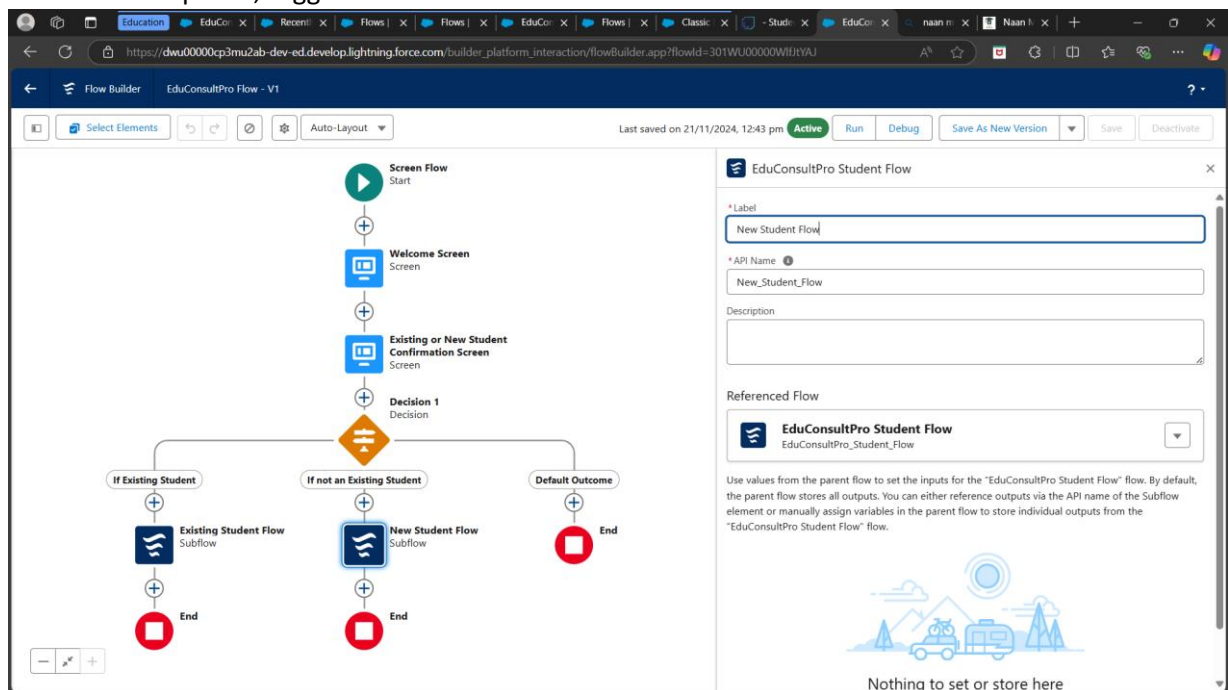 Education
EduCon
Recentl
Flows |
Flows |
EduCon
Flows |
Classic
- Stude
EduCon
naan m
Naan M
https://dwu00000cp3mu2ab-dev-ed.develop.lightning.force.com/builder_platform_interaction/flowBuilder.app?flowId=301WU00000WlfJtYAJ
Flow Builder
EduConsultPro Flow - V1
?
Select Elements
Auto-Layout
Last saved on 21/11/2024, 12:43 pm
Active
Run
Debug
Save As New Version
Save
Deactivate
Screen Flow
Start
Welcome Screen
Screen
Existing or New Student
Confirmation Screen
Screen
Decision 1
Decision
If Existing Student
If not an Existing Student
Default Outcome
Existing Student Flow
Subflow
New Student Flow
Subflow
End
End
End
EduConsultPro Student Flow
*Label
New Student Flow
*API Name
New_Student_Flow
Description
Referenced Flow
EduConsultPro Student Flow
EduConsultPro_Student_Flow
Use values from the parent flow to set the inputs for the "EduConsultPro Student Flow" flow. By default,
the parent flow stores all outputs. You can either reference outputs via the API name of the Subflow
element or manually assign variables in the parent flow to store individual outputs from the
"EduConsultPro Student Flow" flow.
Nothing to set or store here